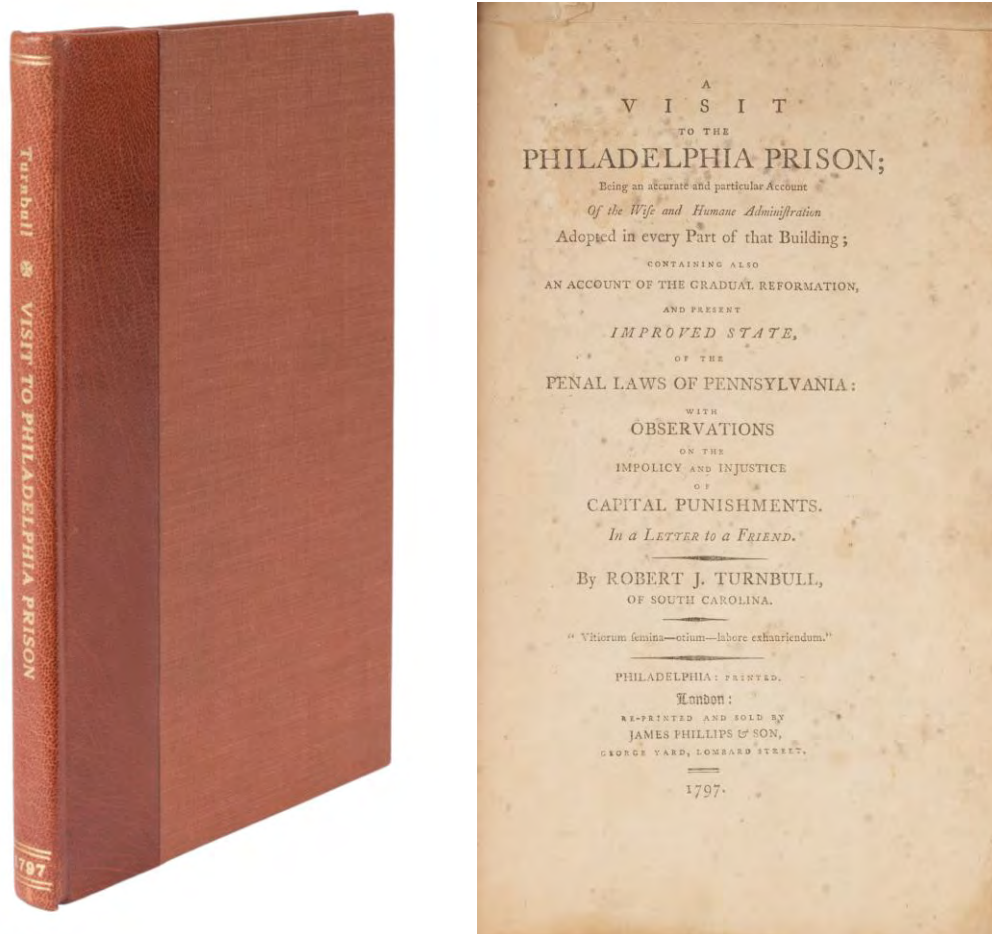 Turnbull ✠ VISIT TO PHILADELPHIA PRISON
1797
A
VISIT
TO THE
PHILADELPHIA PRISON;
Being an accurate and particular Account
Of the Wiſe and Humane Adminiſtration
Adopted in every Part of that Building;
CONTAINING ALSO
AN ACCOUNT OF THE GRADUAL REFORMATION,
AND PRESENT
IMPROVED STATE,
OF THE
PENAL LAWS OF PENNSYLVANIA:
WITH
OBSERVATIONS
ON THE
IMPOLICY AND INJUSTICE
OF
CAPITAL PUNISHMENTS.
In a LETTER to a FRIEND.
By ROBERT J. TURNBULL,
OF SOUTH CAROLINA.
"Vitiorum ſemina—otium—labore exhauriendum."
PHILADELPHIA: PRINTED.
London:
RE-PRINTED AND SOLD BY
JAMES PHILLIPS & SON,
GEORGE YARD, LOMBARD STREET.
1797.